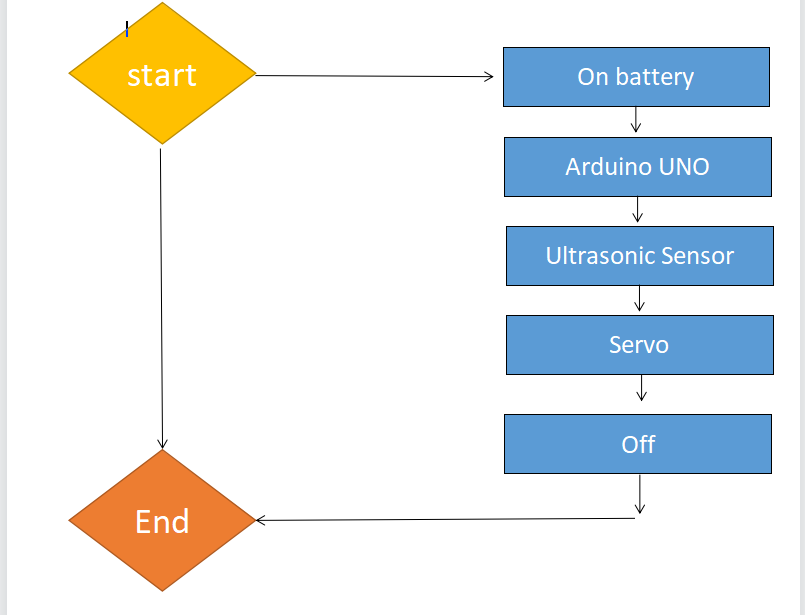 start
On battery
Arduino UNO
Ultrasonic Sensor
Servo
Off
End